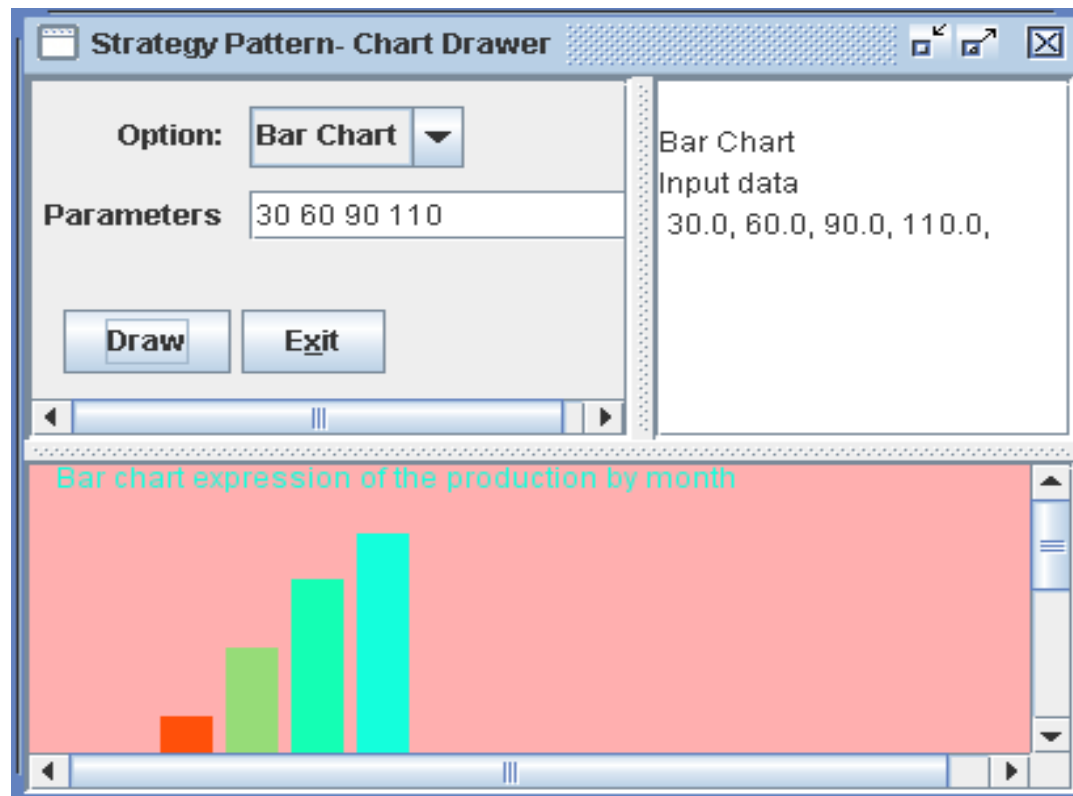 Strategy Pattern- Chart Drawer
Option:
Bar Chart
Parameters
30 60 90 110
Draw
Exit
Bar Chart
Input data
30.0, 60.0, 90.0, 110.0,
Bar chart expression of the production by month